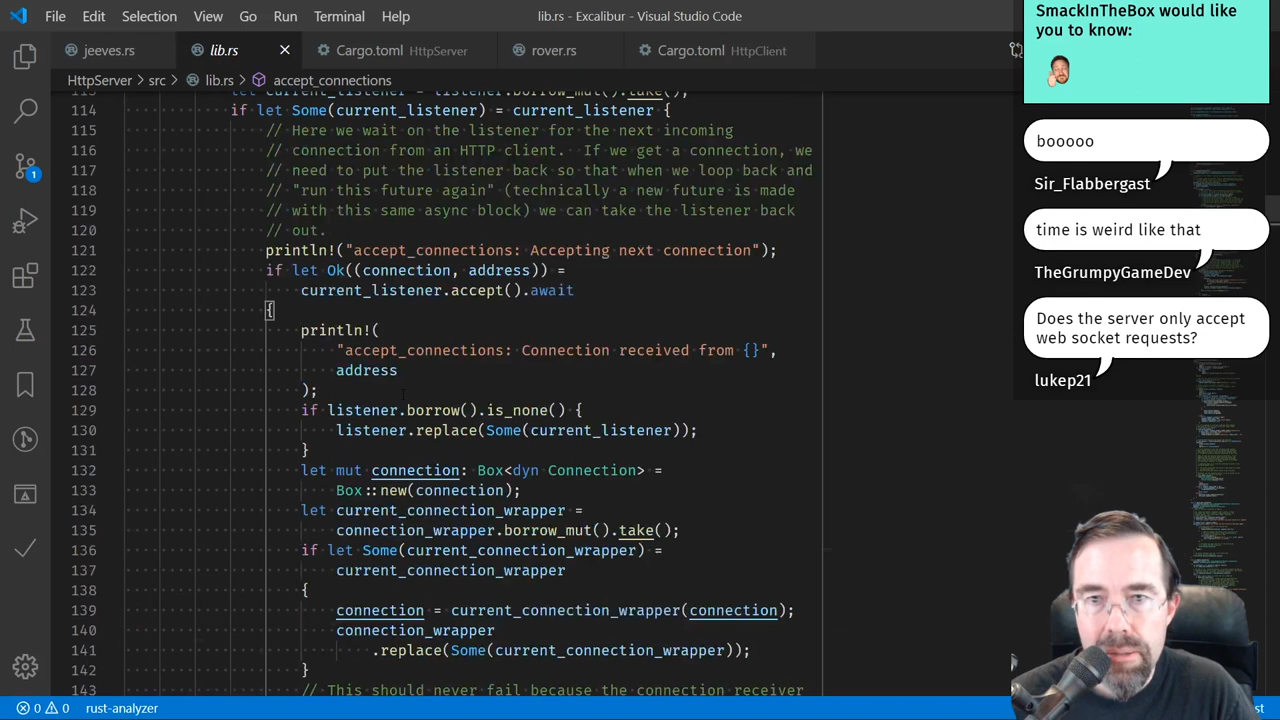 File Edit Selection View Go Run Terminal Help
lib.rs - Excalibur - Visual Studio Code
jeeves.rs
lib.rs
Cargo.toml HttpServer
rover.rs
Cargo.toml HttpClient
HttpServer > src > lib.rs > accept_connections
let current_listener = listener.borrow_mut().take();
114 if let Some(current_listener) = current_listener {
115 // Here we wait on the listener for the next incoming
116 // connection from an HTTP client. If we get a connection, we
117 // need to put the listener back so that when we loop back and
118 // "run this future again" (technically a new future is made
119 // with this same async block) we can take the listener back
120 // out.
121 println!("accept_connections: Accepting next connection");
122 if let Ok((connection, address)) =
123 current_listener.accept().await
124 {
125 println!(
126 "accept_connections: Connection received from {}",
127 address
128 );
129 if listener.borrow().is_none() {
130 listener.replace(Some(current_listener));
131 }
132 let mut connection: Box<dyn Connection> =
133 Box::new(connection);
134 let current_connection_wrapper =
135 connection_wrapper.borrow_mut().take();
136 if let Some(current_connection_wrapper) =
137 current_connection_wrapper
138 {
139 connection = current_connection_wrapper(connection);
140 connection_wrapper
141 .replace(Some(current_connection_wrapper));
142 }
143 // This should never fail because the connection receiver
1
0 0 rust-analyzer
SmackInTheBox would like
you to know:
booooo
Sir_Flabbergast
time is weird like that
TheGrumpyGameDev
Does the server only accept
web socket requests?
lukep21